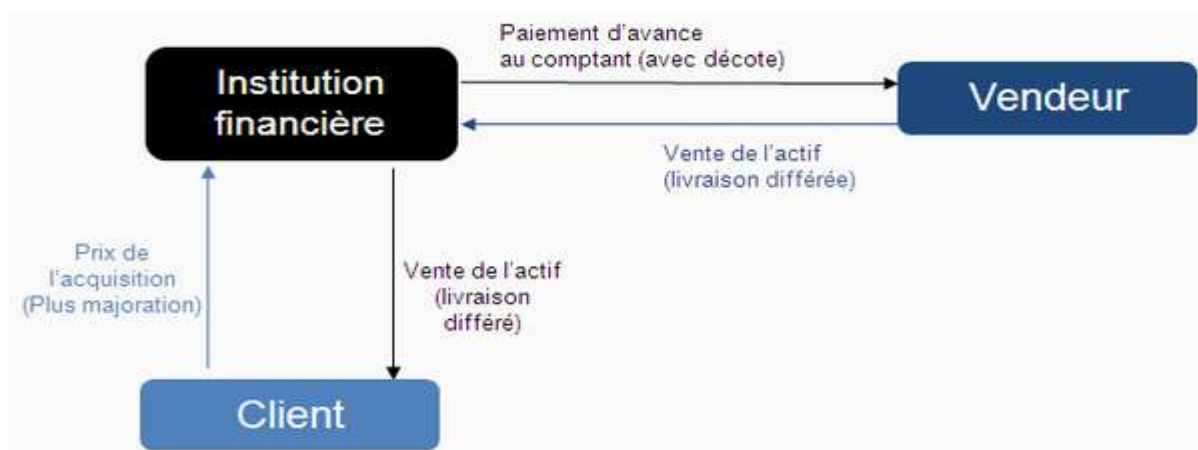 Paiement d'avance
au comptant (avec décote)
Institution
financière
Vendeur
Vente de l'actif
(livraison différée)
Prix de
l'acquisition
(Plus majoration)
Vente de l'actif
(livraison
différé)
Client